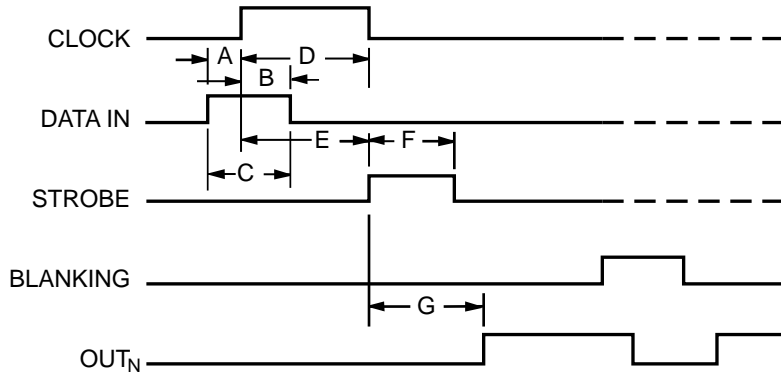 CLOCK
A D
B
DATA IN
E F
C
STROBE
BLANKING
G
OUTN